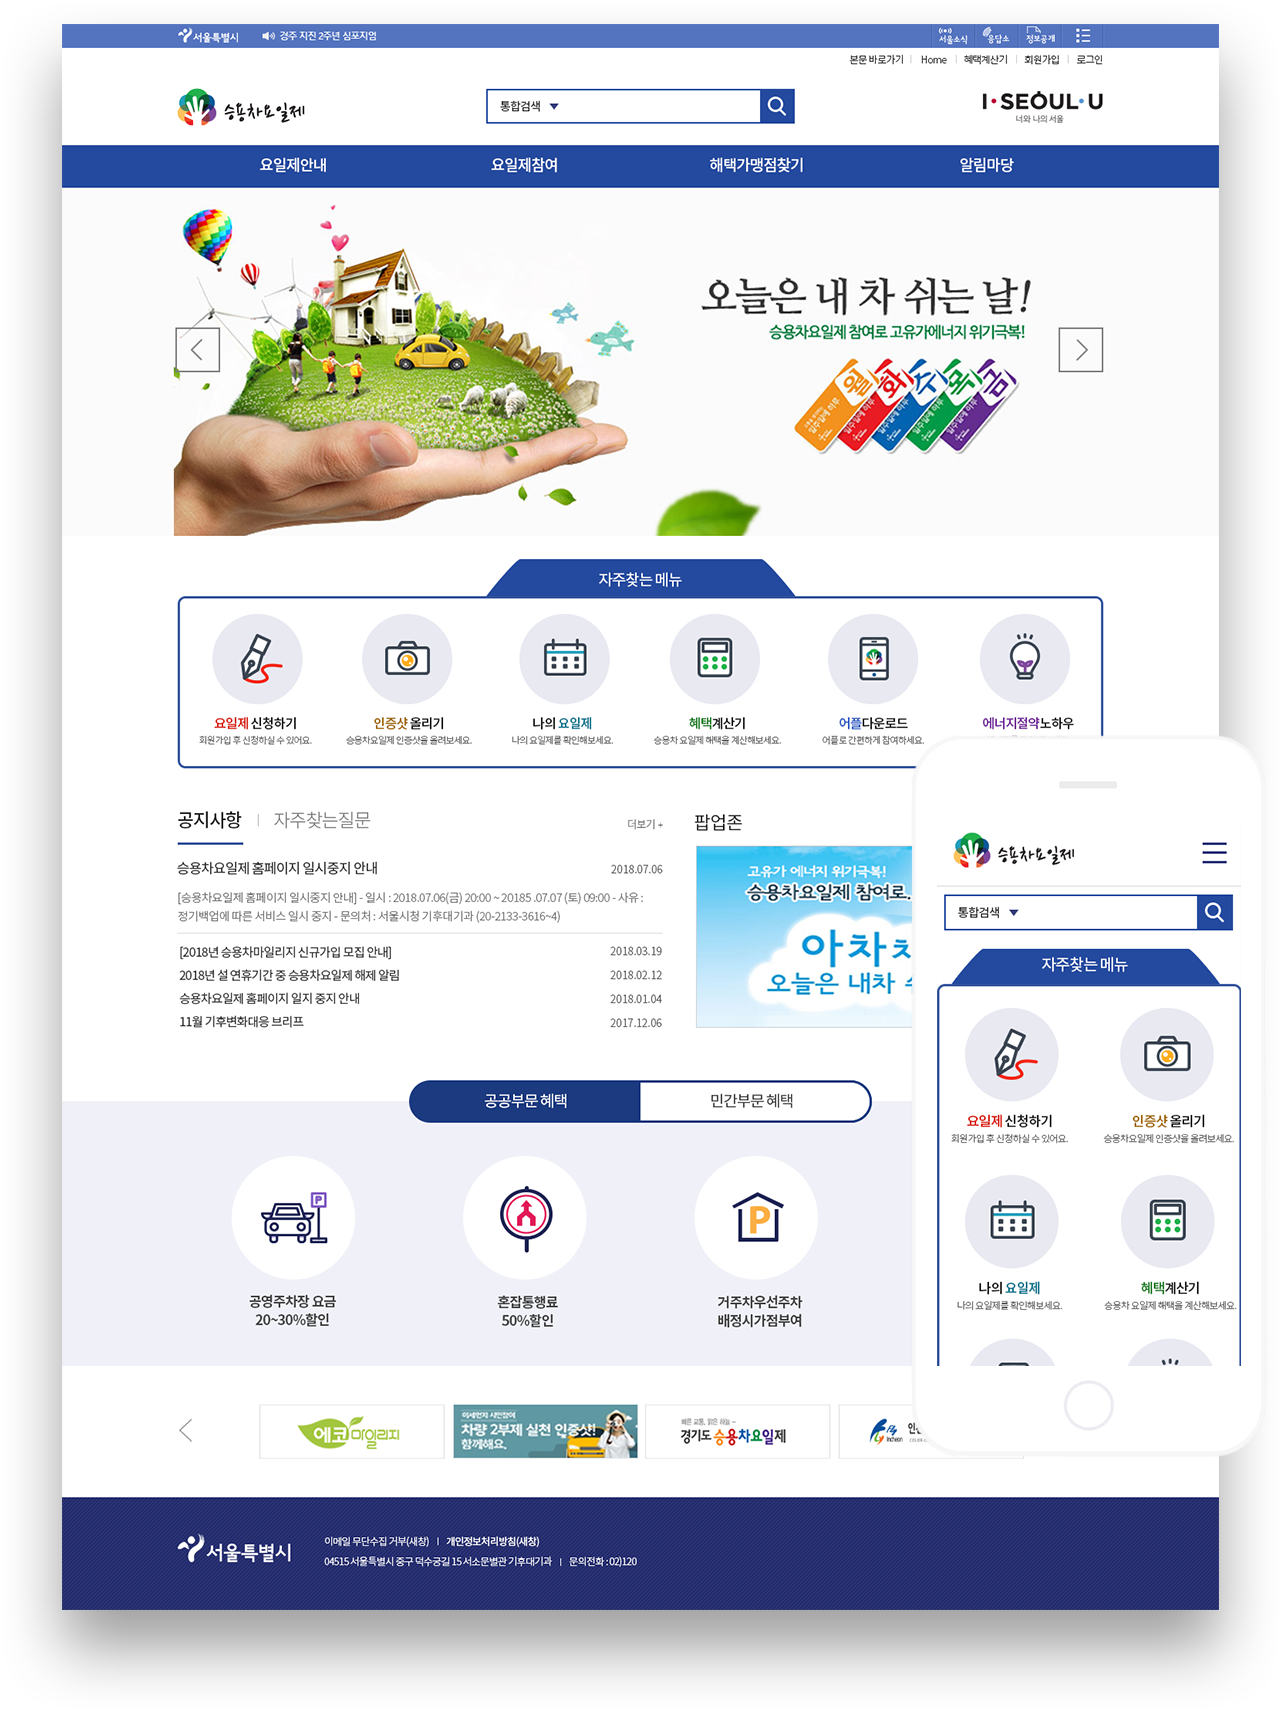 서울특별시
경주 지진 2주년 심포지엄
서울소식
응답소
정보공개
본문 바로가기 | Home | 혜택계산기 | 회원가입 | 로그인
승용차요일제
통합검색
I·SEOUL·U
너와 나의 서울
요일제안내
요일제참여
해택가맹점찾기
알림마당
오늘은 내 차 쉬는 날!
승용차요일제 참여로 고유가에너지 위기극복!
월 화 수 목 금
자주찾는 메뉴
요일제 신청하기
회원가입 후 신청하실 수 있어요.
인증샷 올리기
승용차요일제 인증샷을 올려보세요.
나의 요일제
나의 요일제를 확인해보세요.
혜택계산기
승용차 요일제 해택을 계산해보세요.
어플다운로드
어플로 간편하게 참여하세요.
에너지절약노하우
공지사항 | 자주찾는질문
더보기 +
승용차요일제 홈페이지 일시중지 안내 2018.07.06
[승용차요일제 홈페이지 일시중지 안내] - 일시 : 2018.07.06(금) 20:00 ~ 20185 .07.07 (토) 09:00 - 사유 :
정기백업에 따른 서비스 일시 중지 - 문의처 : 서울시청 기후대기과 (20-2133-3616~4)
[2018년 승용차마일리지 신규가입 모집 안내] 2018.03.19
2018년 설 연휴기간 중 승용차요일제 해제 알림 2018.02.12
승용차요일제 홈페이지 일지 중지 안내 2018.01.04
11월 기후변화대응 브리프 2017.12.06
팝업존
고유가 에너지 위기극복!
승용차요일제 참여로.
아차
오늘은 내차
공공부문 혜택
민간부문 혜택
P
공영주차장 요금
20~30%할인
혼잡통행료
50%할인
P
거주차우선주차
배정시가점부여
에코마일리지
미세먼지 시민참여
차량 2부제 실천 인증샷!
함께해요.
빠른 교통, 맑은 하늘 ~
경기도 승용차요일제
Fly
Incheon
서울특별시
이메일 무단수집 거부(새창) | 개인정보처리방침(새창)
04515 서울특별시 중구 덕수궁길 15 서소문별관 기후대기과 | 문의전화 : 02)120
승용차요일제
통합검색
자주찾는 메뉴
요일제 신청하기
회원가입 후 신청하실 수 있어요.
인증샷 올리기
승용차요일제 인증샷을 올려보세요.
나의 요일제
나의 요일제를 확인해보세요.
혜택계산기
승용차 요일제 해택을 계산해보세요.